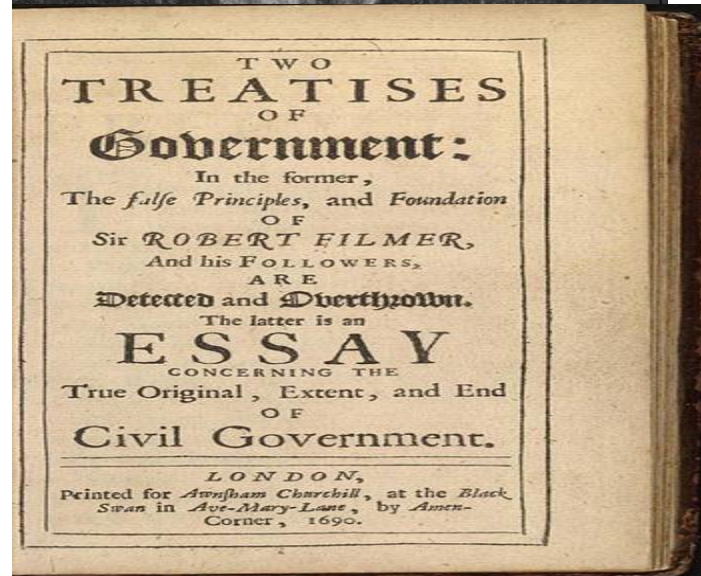 TWO
TREATISES
OF
Government:
In the former,
The false Principles, and Foundation
OF
Sir ROBERT FILMER,
And his FOLLOWERS,
ARE
Detected and Overthrown.
The latter is an
ESSAY
CONCERNING THE
True Original, Extent, and End
OF
Civil Government.
LONDON,
Printed for Awnsham Churchill, at the Black
Swan in Ave-Mary-Lane, by Amen-
Corner, 1690.